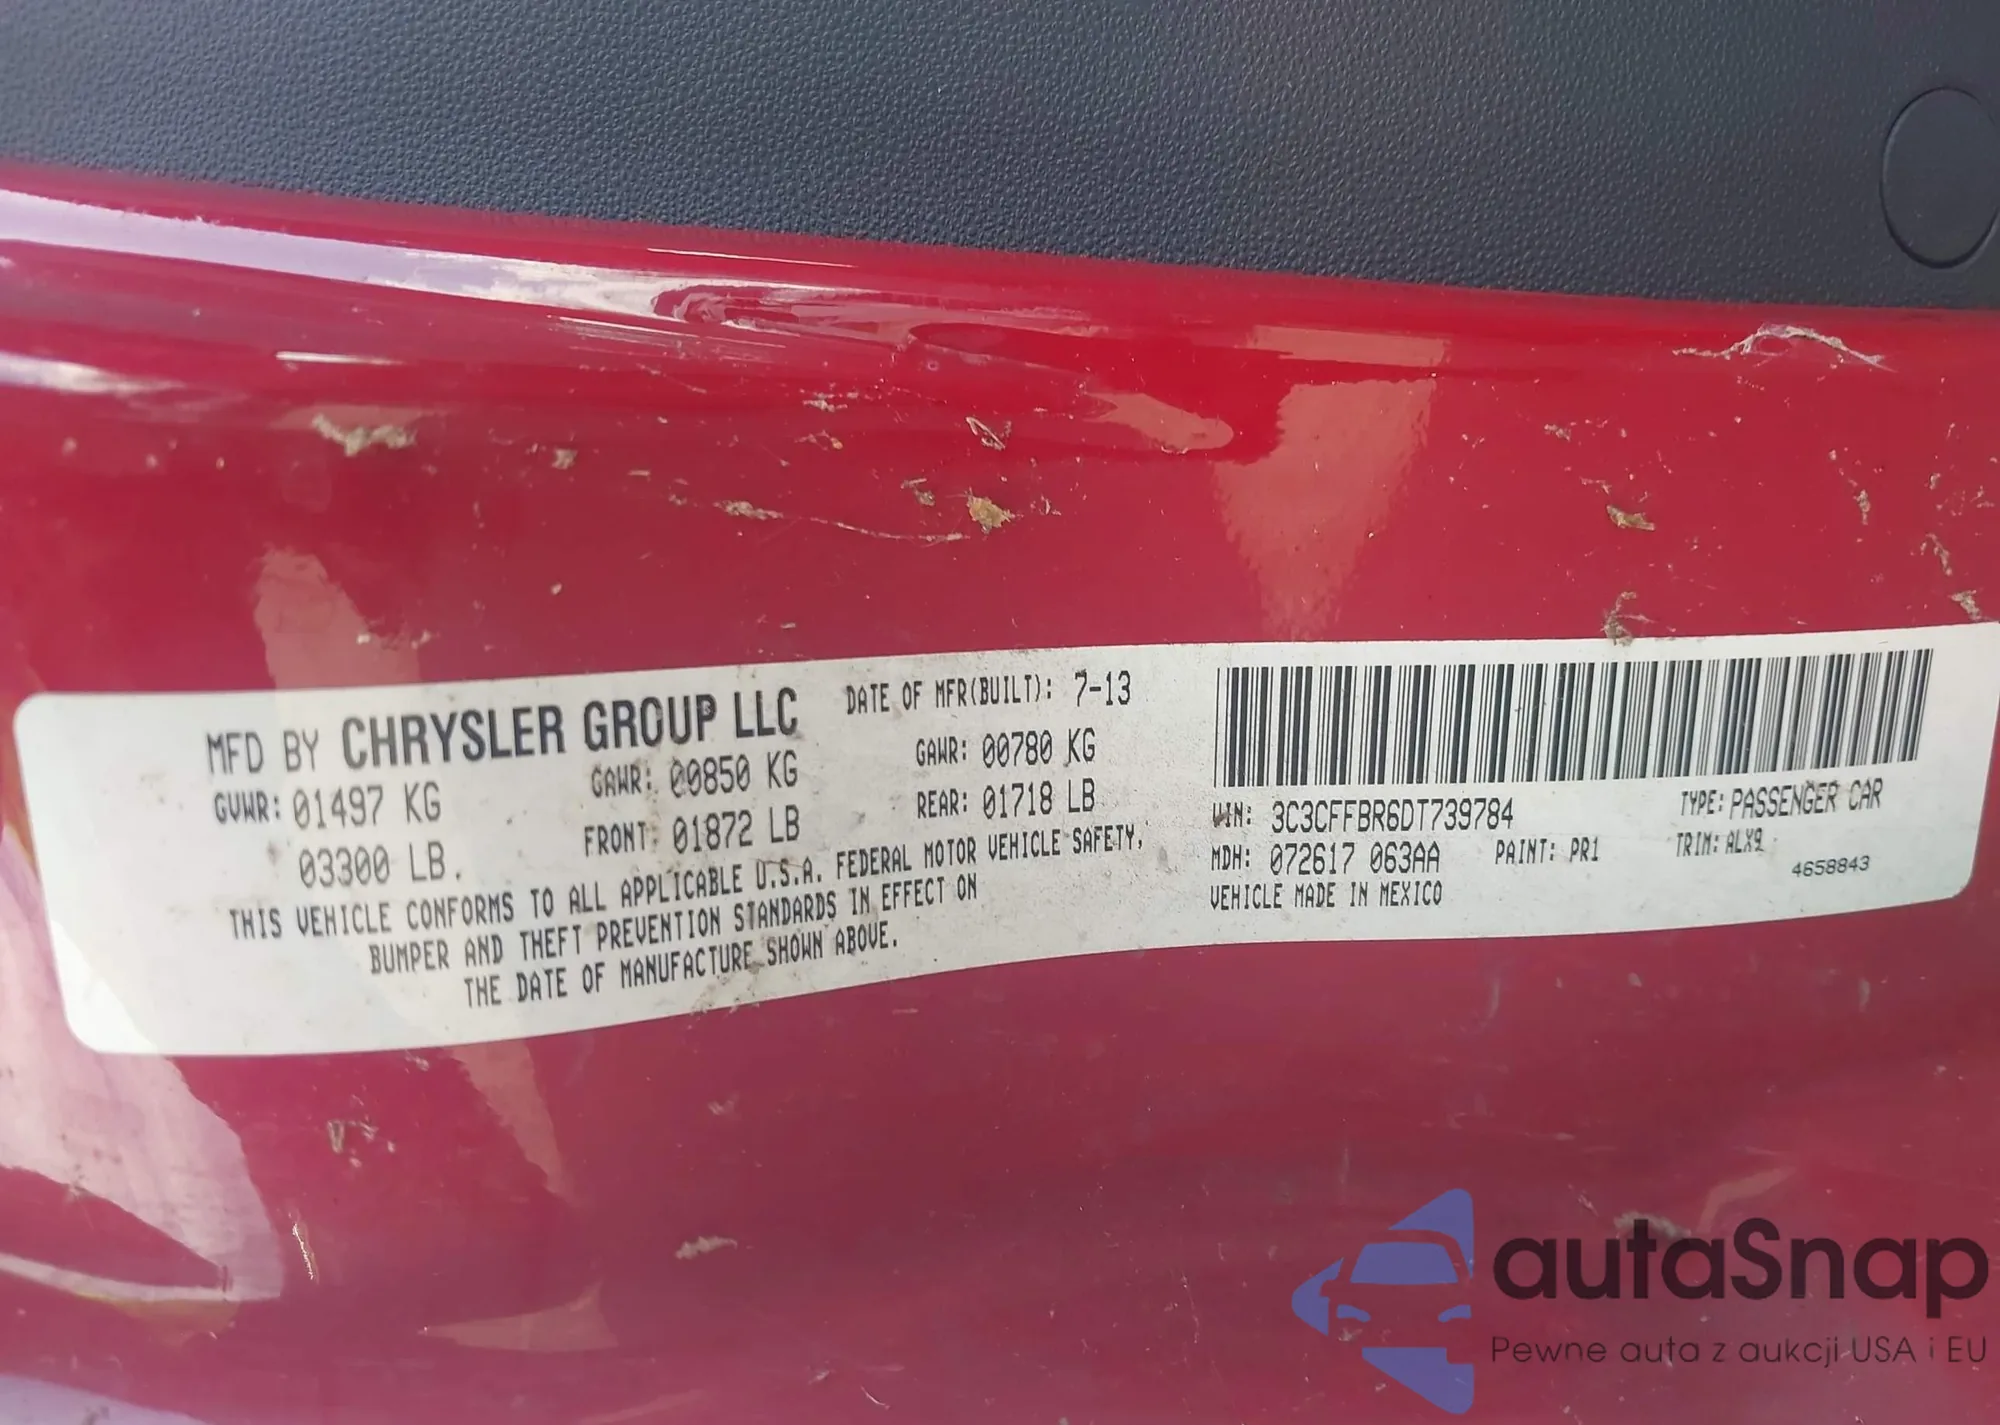 MFD BY CHRYSLER GROUP LLC DATE OF MFR(BUILT): 7-13
GVWR: 01497 KG GAWR: 00850 KG GAWR: 00780 KG
03300 LB. FRONT: 01872 LB REAR: 01718 LB
THIS VEHICLE CONFORMS TO ALL APPLICABLE U.S.A. FEDERAL MOTOR VEHICLE SAFETY,
BUMPER AND THEFT PREVENTION STANDARDS IN EFFECT ON
THE DATE OF MANUFACTURE SHOWN ABOVE.
VIN: 3C3CFFBR6DT739784 TYPE: PASSENGER CAR
MDH: 072617 063AA PAINT: PR1 TRIM: ALX9
VEHICLE MADE IN MEXICO 4658843
autaSnap
Pewne auta z aukcji USA i EU